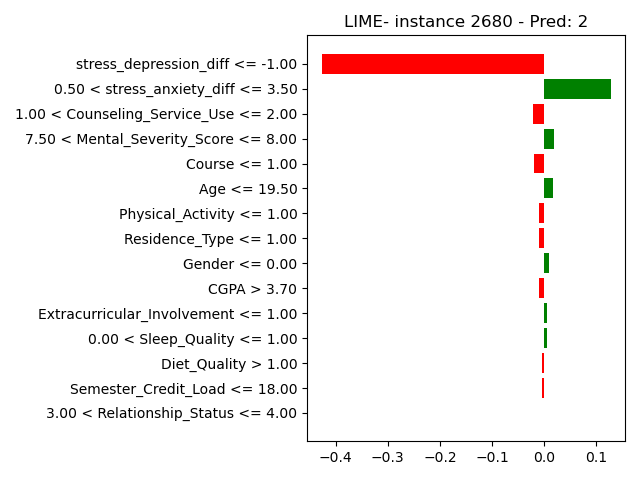 LIME- instance 2680 - Pred: 2
stress_depression_diff <= -1.00
0.50 < stress_anxiety_diff <= 3.50
1.00 < Counseling_Service_Use <= 2.00
7.50 < Mental_Severity_Score <= 8.00
Course <= 1.00
Age <= 19.50
Physical_Activity <= 1.00
Residence_Type <= 1.00
Gender <= 0.00
CGPA > 3.70
Extracurricular_Involvement <= 1.00
0.00 < Sleep_Quality <= 1.00
Diet_Quality > 1.00
Semester_Credit_Load <= 18.00
3.00 < Relationship_Status <= 4.00
−0.4 −0.3 −0.2 −0.1 0.0 0.1